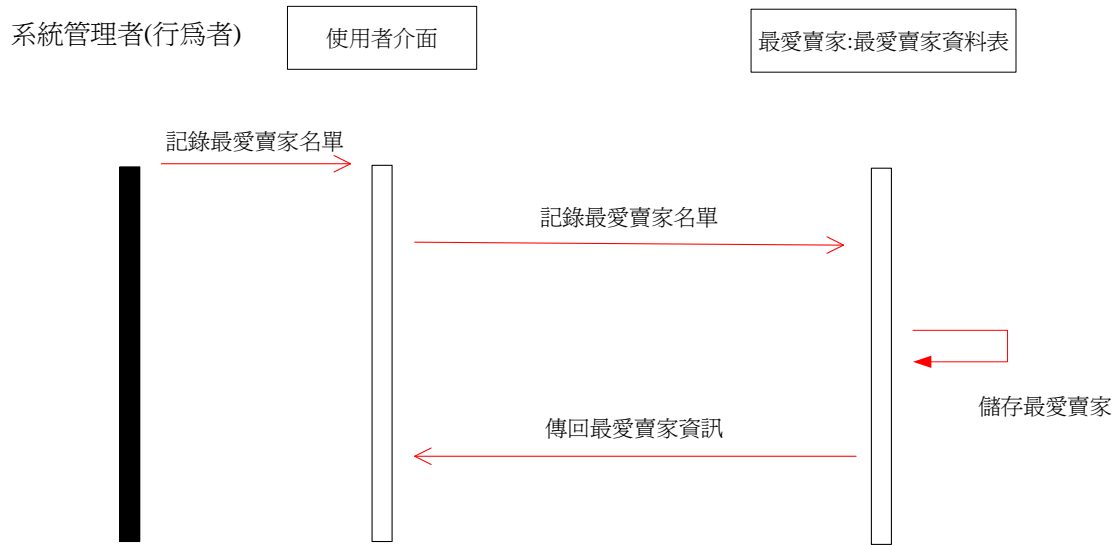 系統管理者(行爲者)
使用者介面
最愛賣家:最愛賣家資料表
記錄最愛賣家名單
記錄最愛賣家名單
儲存最愛賣家
傳回最愛賣家資訊